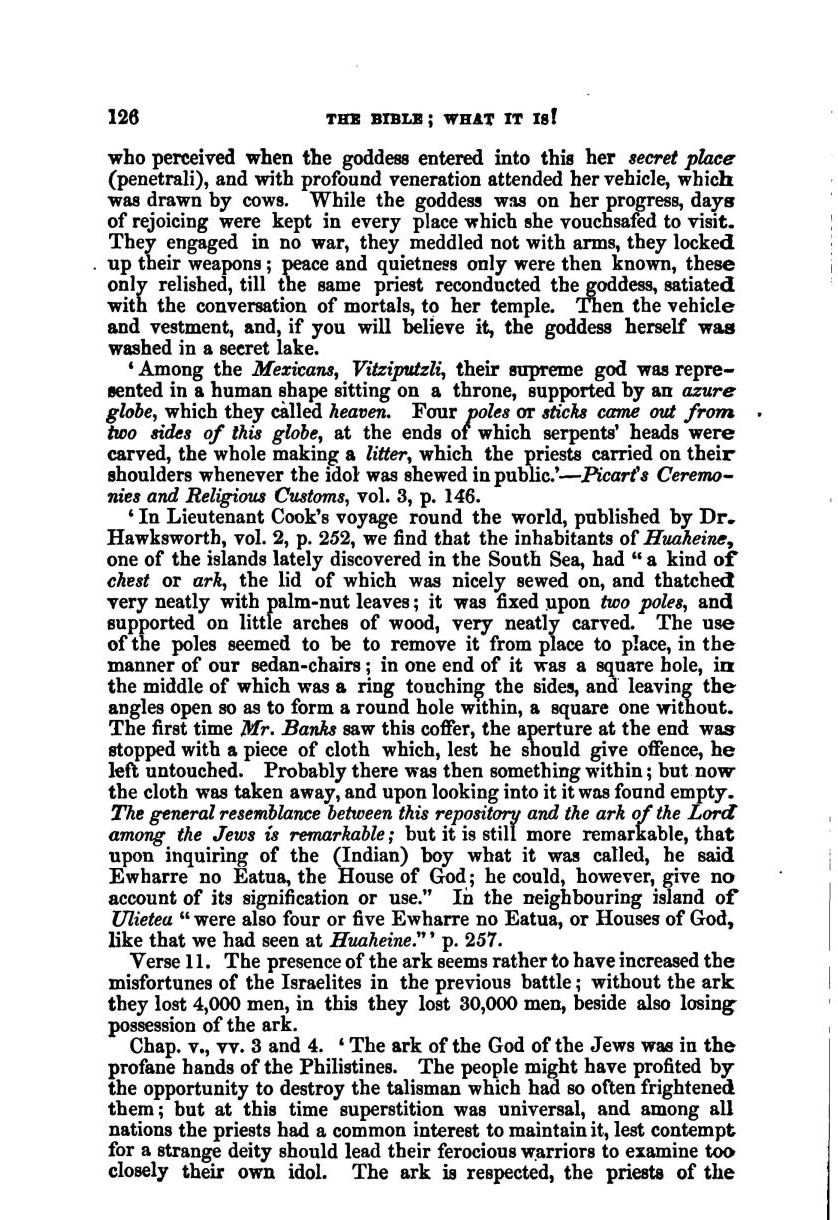 126 THE BIBLE; WHAT IT IS!
who perceived when the goddess entered into this her secret place
(penetrali), and with profound veneration attended her vehicle, which
was drawn by cows. While the goddess was on her progress, days
of rejoicing were kept in every place which she vouchsafed to visit.
They engaged in no war, they meddled not with arms, they locked
up their weapons; peace and quietness only were then known, these
only relished, till the same priest reconducted the goddess, satiated
with the conversation of mortals, to her temple. Then the vehicle
and vestment, and, if you will believe it, the goddess herself was
washed in a secret lake.
‘Among the Mexicans, Vitziputzli, their supreme god was repre-
sented in a human shape sitting on a throne, supported by an azure
globe, which they called heaven. Four poles or sticks came out from
two sides of this globe, at the ends of which serpents' heads were
carved, the whole making a litter, which the priests carried on their
shoulders whenever the idol was shewed in public.’—Picart's Ceremo-
nies and Religious Customs, vol. 3, p. 146.
‘In Lieutenant Cook's voyage round the world, published by Dr.
Hawksworth, vol. 2, p. 252, we find that the inhabitants of Huaheine,
one of the islands lately discovered in the South Sea, had “a kind of
chest or ark, the lid of which was nicely sewed on, and thatched
very neatly with palm-nut leaves; it was fixed upon two poles, and
supported on little arches of wood, very neatly carved. The use
of the poles seemed to be to remove it from place to place, in the
manner of our sedan-chairs; in one end of it was a square hole, in
the middle of which was a ring touching the sides, and leaving the
angles open so as to form a round hole within, a square one without.
The first time Mr. Banks saw this coffer, the aperture at the end was
stopped with a piece of cloth which, lest he should give offence, he
left untouched. Probably there was then something within; but now
the cloth was taken away, and upon looking into it it was found empty.
The general resemblance between this repository and the ark of the Lord
among the Jews is remarkable; but it is still more remarkable, that
upon inquiring of the (Indian) boy what it was called, he said
Ewharre no Eatua, the House of God; he could, however, give no
account of its signification or use.” In the neighbouring island of
Ulietea “were also four or five Ewharre no Eatua, or Houses of God,
like that we had seen at Huaheine.”’ p. 257.
Verse 11. The presence of the ark seems rather to have increased the
misfortunes of the Israelites in the previous battle; without the ark
they lost 4,000 men, in this they lost 30,000 men, beside also losing
possession of the ark.
Chap. v., vv. 3 and 4. ‘The ark of the God of the Jews was in the
profane hands of the Philistines. The people might have profited by
the opportunity to destroy the talisman which had so often frightened
them; but at this time superstition was universal, and among all
nations the priests had a common interest to maintain it, lest contempt
for a strange deity should lead their ferocious warriors to examine too
closely their own idol. The ark is respected, the priests of the